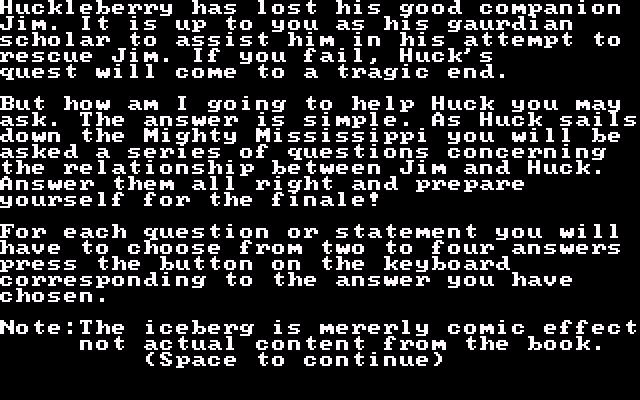 Huckleberry has lost his good companion
Jim. It is up to you as his gaurdian
scholar to assist him in his attempt to
rescue Jim. If you fail, Huck's
quest will come to a tragic end.
But how am I going to help Huck you may
ask. The answer is simple. As Huck sails
down the Mighty Mississippi you will be
asked a series of questions concerning
the relationship between Jim and Huck.
Answer them all right and prepare
yourself for the finale!
For each question or statement you will
have to choose from two to four answers
press the button on the keyboard
corresponding to the answer you have
chosen.
Note:The iceberg is mererly comic effect
not actual content from the book.
(Space to continue)